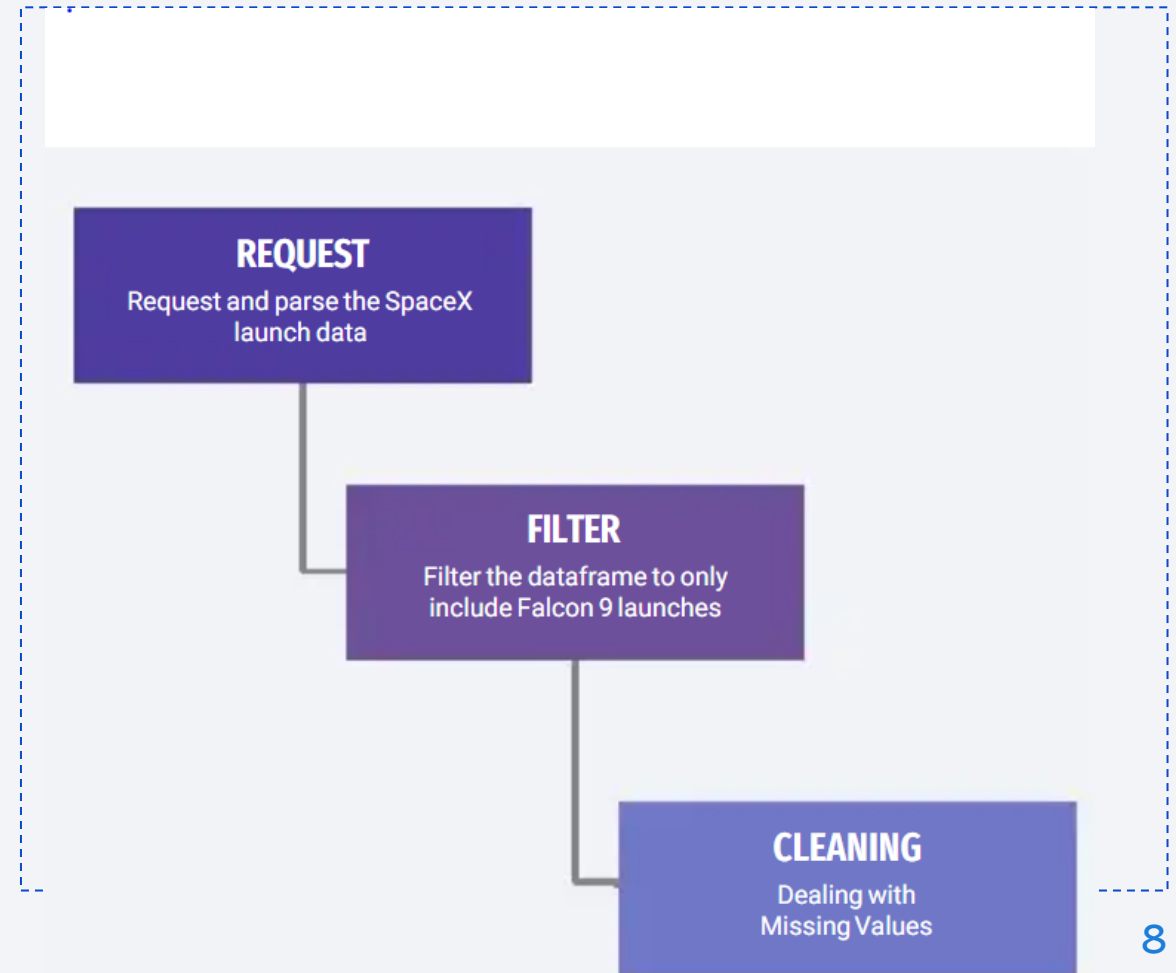 REQUEST
Request and parse the SpaceX
launch data
FILTER
Filter the dataframe to only
include Falcon 9 launches
CLEANING
Dealing with
Missing Values
8